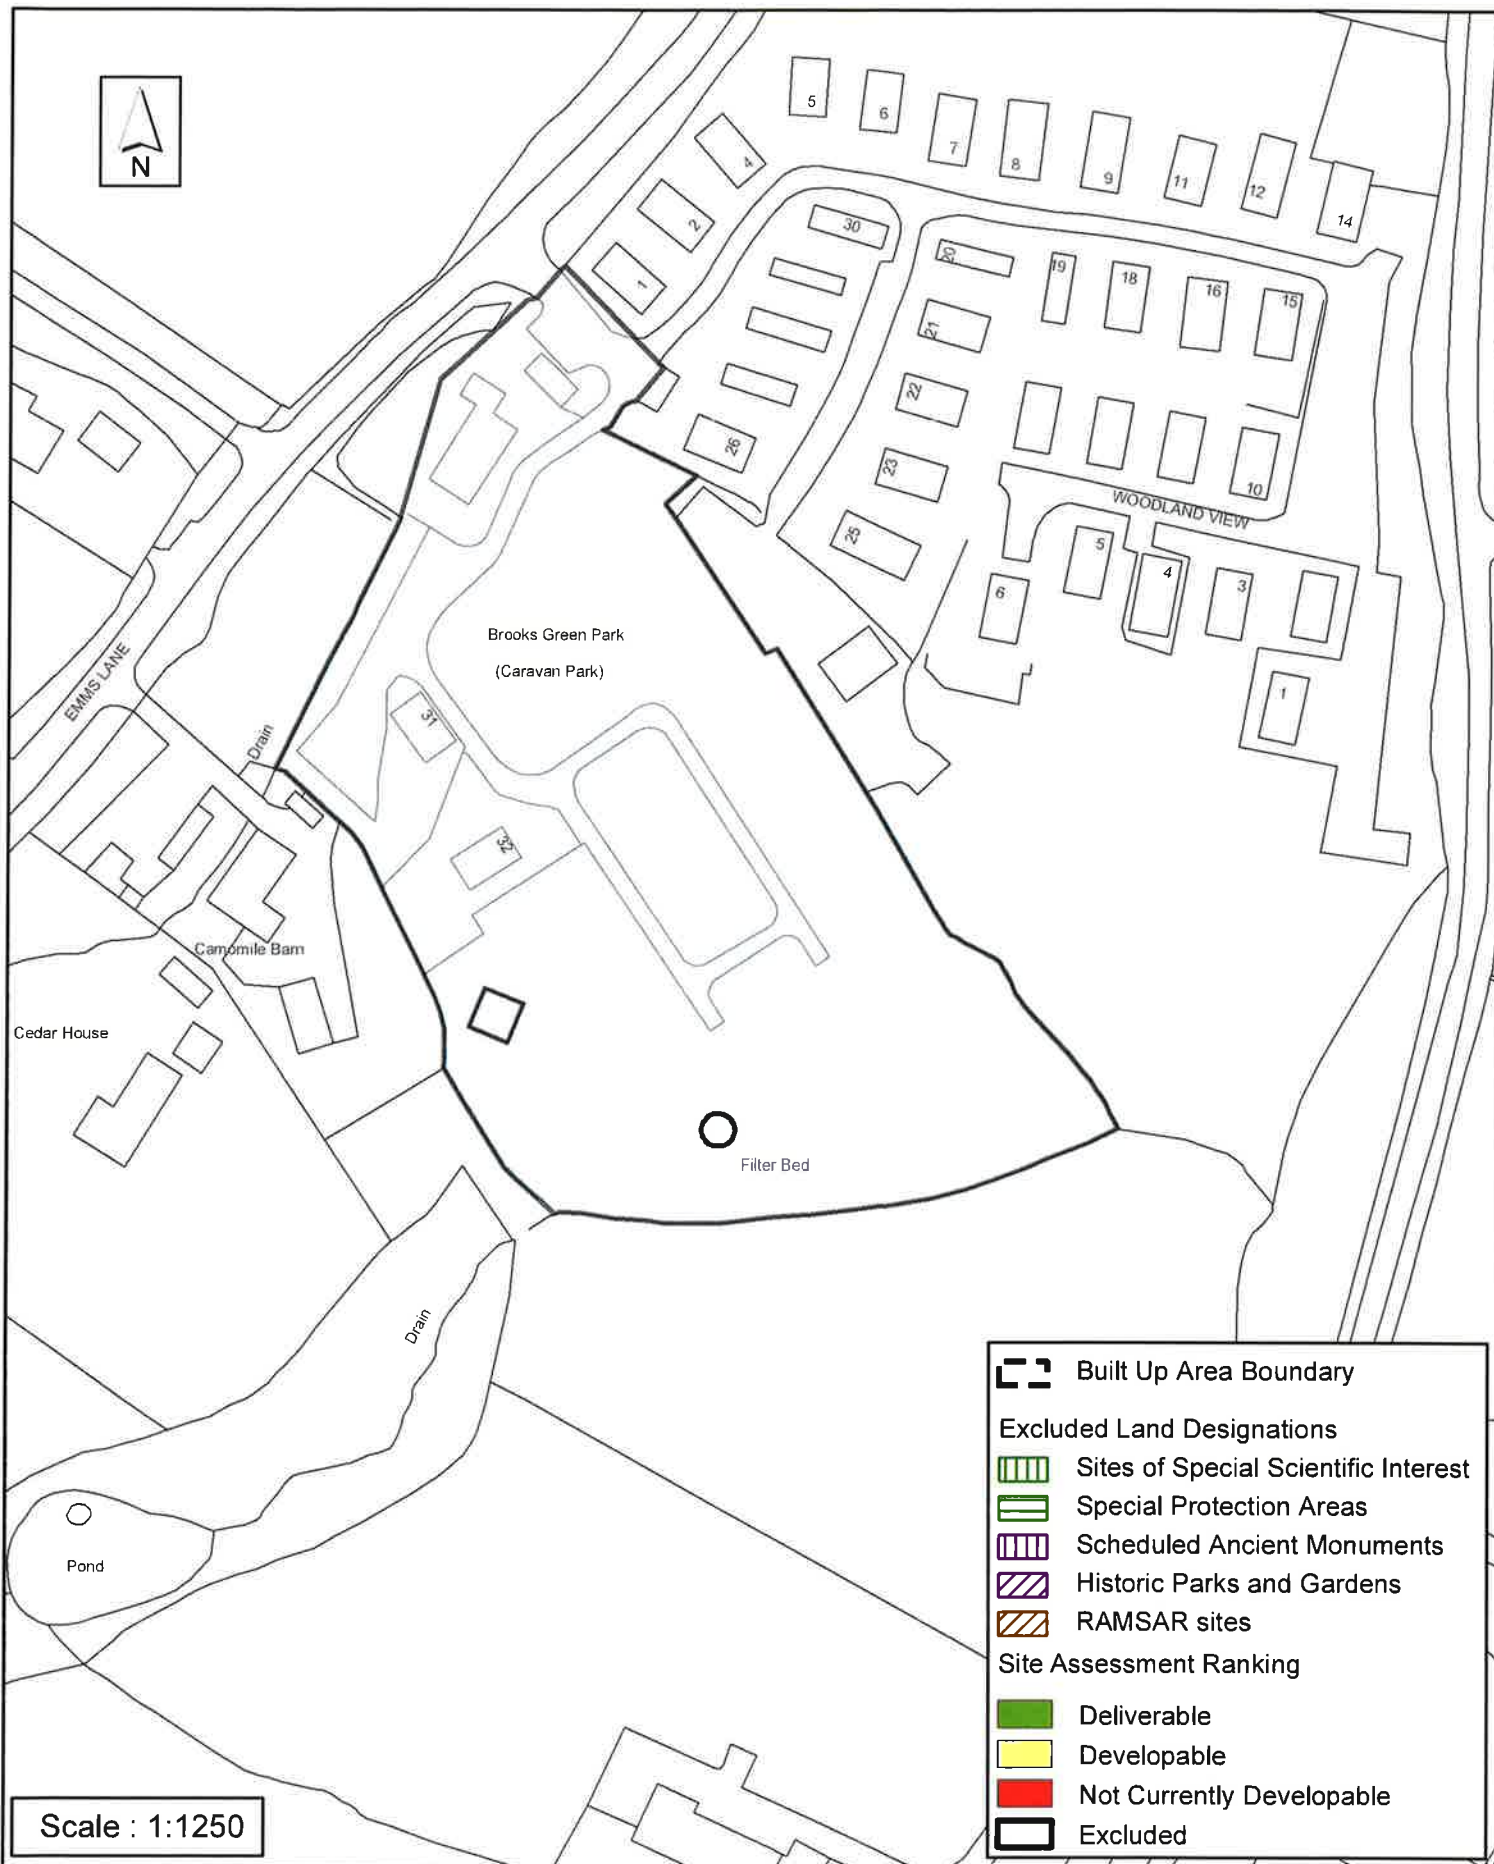 N
5
6
7
8
9
11
12
14
4
2
1
30
20
19
18
16
15
21
22
26
23
10
WOODLAND VIEW
25
5
4
3
6
1
Brooks Green Park
(Caravan Park)
EMMS LANE
Drain
31
32
Camomile Barn
Cedar House
Filter Bed
Drain
Pond
Built Up Area Boundary
Excluded Land Designations
Sites of Special Scientific Interest
Special Protection Areas
Scheduled Ancient Monuments
Historic Parks and Gardens
RAMSAR sites
Site Assessment Ranking
Deliverable
Developable
Not Currently Developable
Excluded
Scale : 1:1250